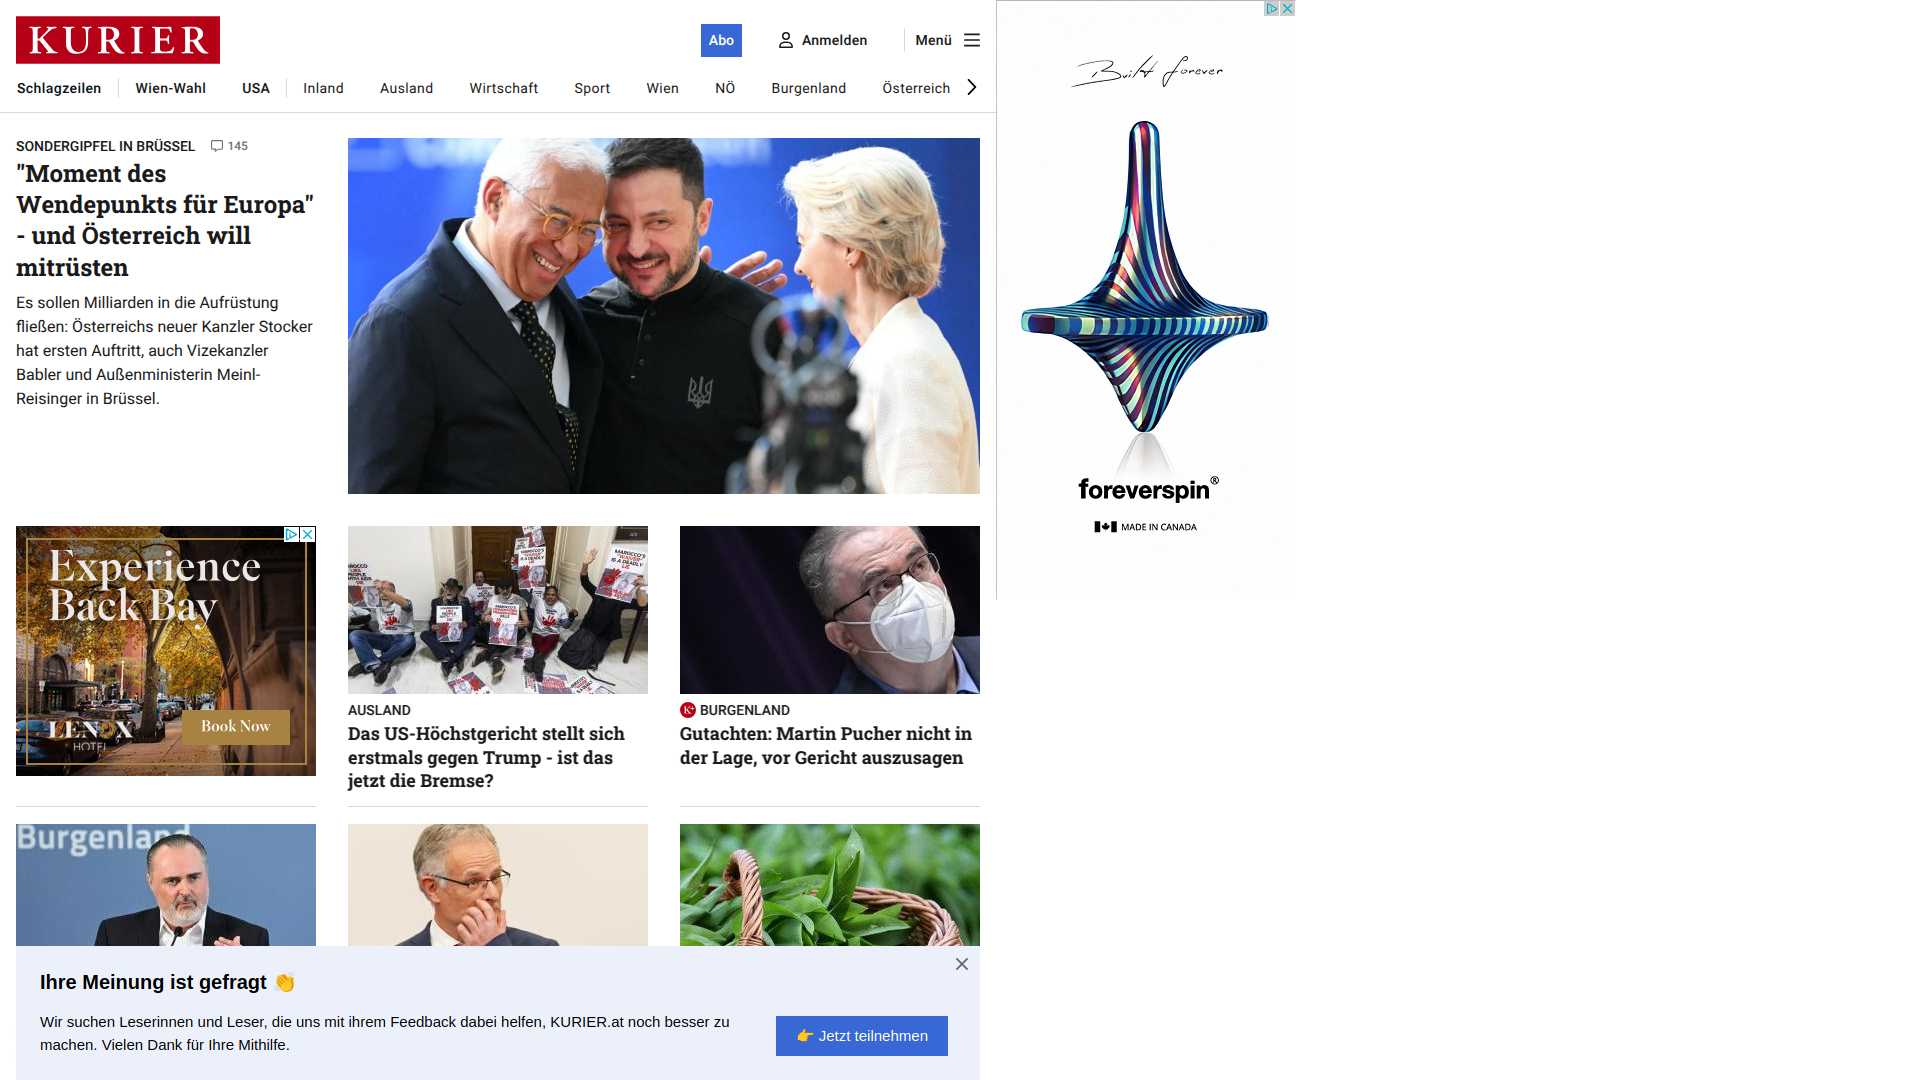 KURIER
Abo
Anmelden
Menü
Schlagzeilen
Wien-Wahl
USA
Inland
Ausland
Wirtschaft
Sport
Wien
NÖ
Burgenland
Österreich
SONDERGIPFEL IN BRÜSSEL
145
"Moment des
Wendepunkts für Europa"
- und Österreich will
mitrüsten
Es sollen Milliarden in die Aufrüstung
fließen: Österreichs neuer Kanzler Stocker
hat ersten Auftritt, auch Vizekanzler
Babler und Außenministerin Meinl-
Reisinger in Brüssel.
Built forever
foreverspin®
MADE IN CANADA
Experience
Back Bay
LENOX
HOTEL
Book Now
AUSLAND
Das US-Höchstgericht stellt sich
erstmals gegen Trump - ist das
jetzt die Bremse?
K+
BURGENLAND
Gutachten: Martin Pucher nicht in
der Lage, vor Gericht auszusagen
Burgenland
Ihre Meinung ist gefragt 👏
Wir suchen Leserinnen und Leser, die uns mit ihrem Feedback dabei helfen, KURIER.at noch besser zu
machen. Vielen Dank für Ihre Mithilfe.
👉 Jetzt teilnehmen